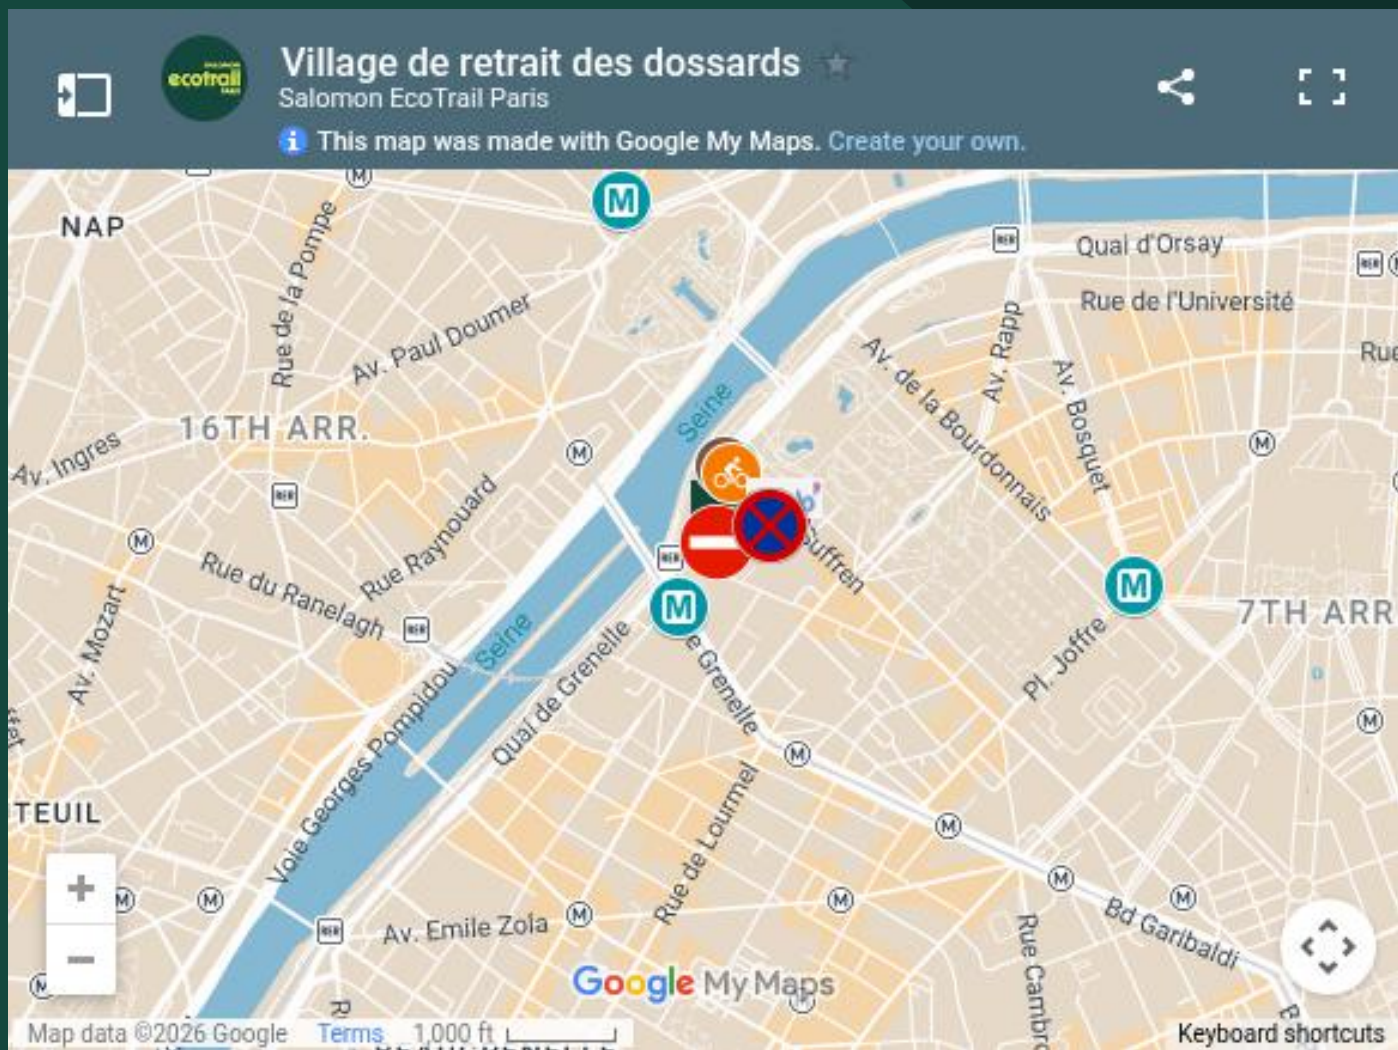 Village de retrait des dossards
ecotrail
Salomon EcoTrail Paris
This map was made with Google My Maps. Create your own.
NAP
M
Rue de la Pompe
Av. Paul Doumer
Quai d'Orsay
Rue de l'Université
Av. Rapp
Av. Bosquet
Av. de la Bourdonnais
Rue
16TH ARR.
Seine
Av. Ingres
Rue Raynouard
Rue du Ranelagh
Av. Mozart
Suffren
M
M
7TH ARR
Pl. Joffre
Seine
Quai de Grenelle
e Grenelle
Voie Georges Pompidou
TEUIL
Rue de Lourmel
Av. Emile Zola
Bd Garibaldi
Rue Cambro
Google My Maps
Map data ©2026 Google Terms 1,000 ft
Keyboard shortcuts